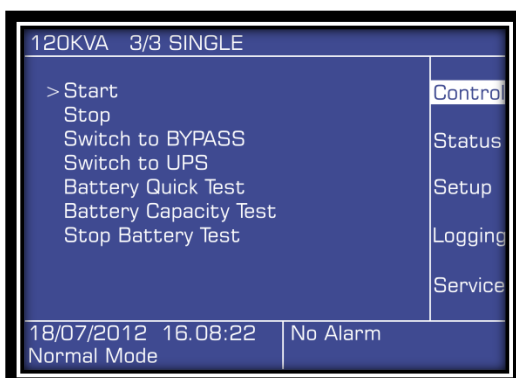 120KVA 3/3 SINGLE
> Start
Stop
Switch to BYPASS
Switch to UPS
Battery Quick Test
Battery Capacity Test
Stop Battery Test
Control
Status
Setup
Logging
Service
18/07/2012 16.08:22
Normal Mode
No Alarm